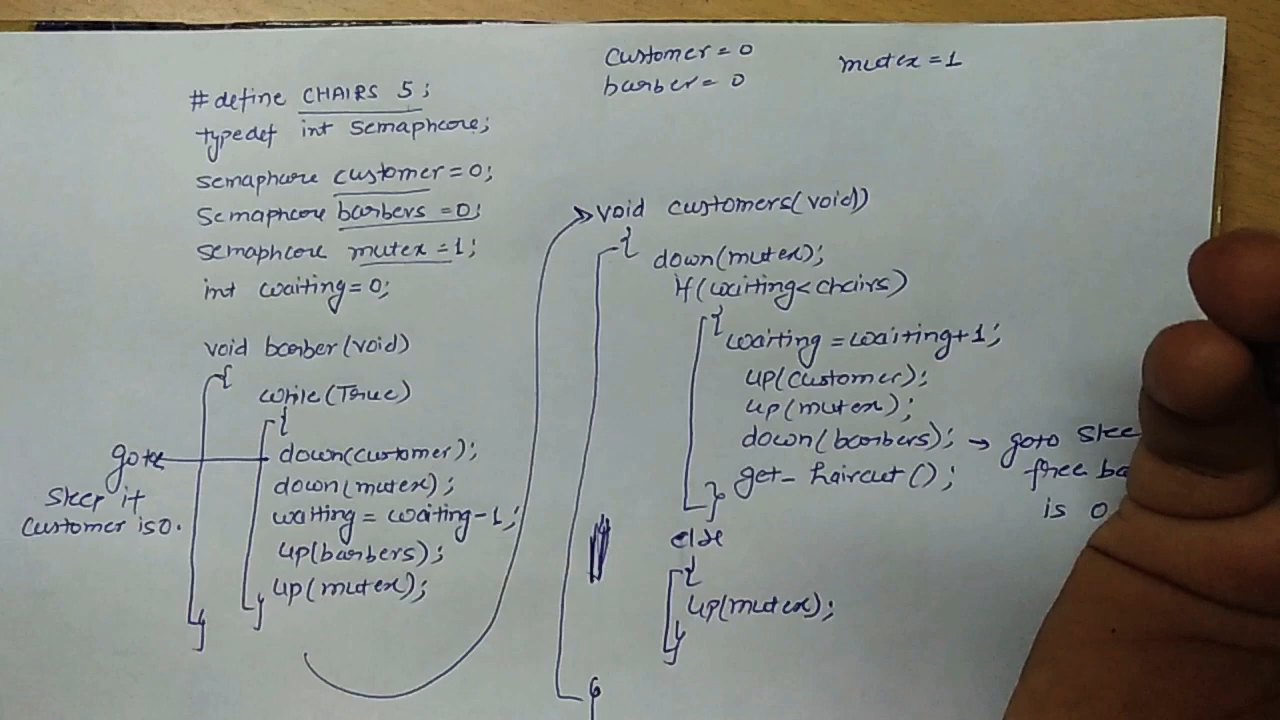 customer = 0
barber = 0
mutex = 1
#define CHAIRS 5;
typedef int semaphore;
semaphore customer = 0;
Semaphore barbers = 0;
semaphore mutex = 1;
int waiting = 0;
void barber(void)
{
while(True)
{
down(customer);
goto
sleep if
customer is 0.
down(mutex);
waiting = waiting-1;
up(barbers);
up(mutex);
}
}
void customers(void)
{
down(mutex);
if(waiting<chairs)
{
waiting = waiting+1;
up(customer);
up(mutex);
down(barbers); → goto
free
is 0
get-haircut();
}
else
{
up(mutex);
}
}